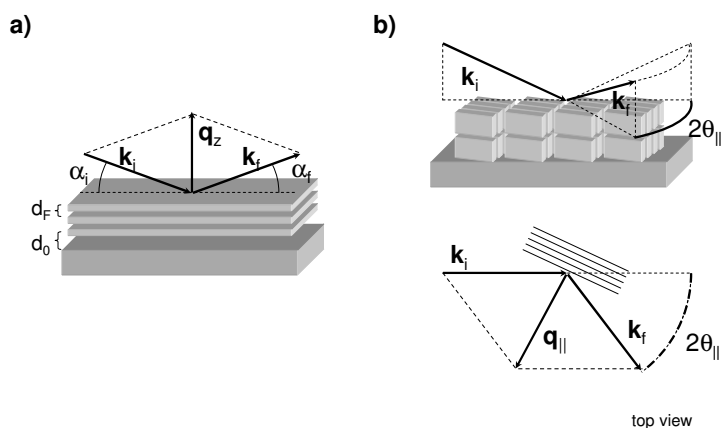 a)
q_z
k_i
k_f
α_i
α_f
d_F {
d_0 {
b)
k_i
k_f
2θ_||
k_i
q_||
k_f
2θ_||
top view